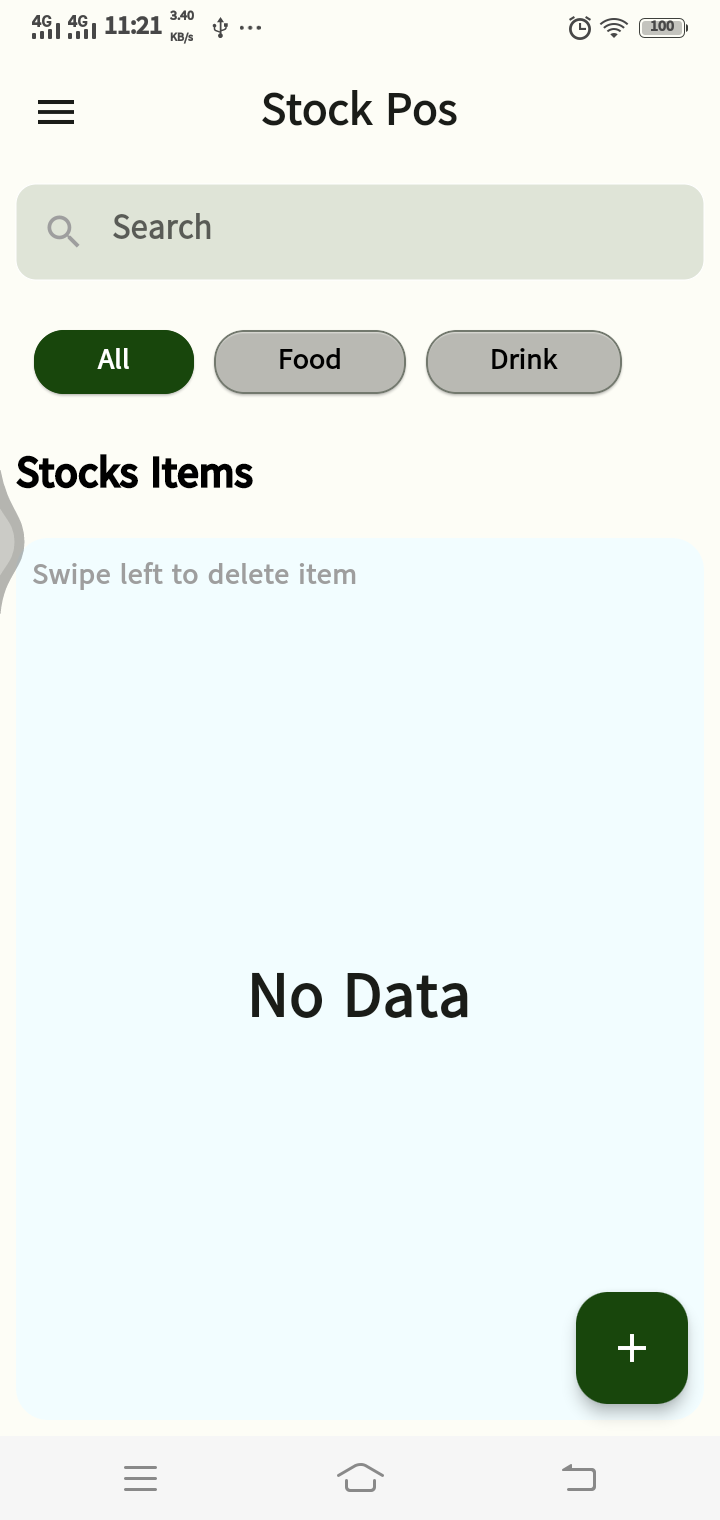 4G 4G 11:21 3.40 KB/s 100
Stock Pos
Search
All Food Drink
Stocks Items
Swipe left to delete item
No Data
+